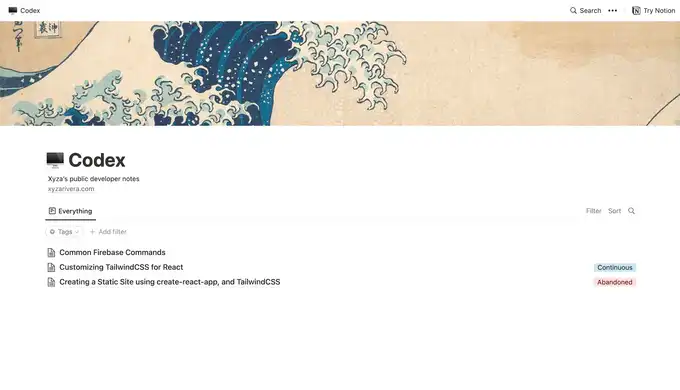 Codex
Search ••• Try Notion
Codex
Xyza's public developer notes
xyzarivera.com
Everything
Filter Sort
Tags
Add filter
Common Firebase Commands
Customizing TailwindCSS for React
Continuous
Creating a Static Site using create-react-app, and TailwindCSS
Abandoned